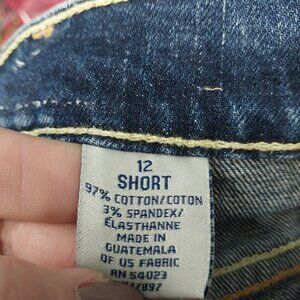 12
SHORT
97% COTTON/COTON
3% SPANDEX/
ÉLASTHANNE
MADE IN
GUATEMALA
OF US FABRIC
RN 54023